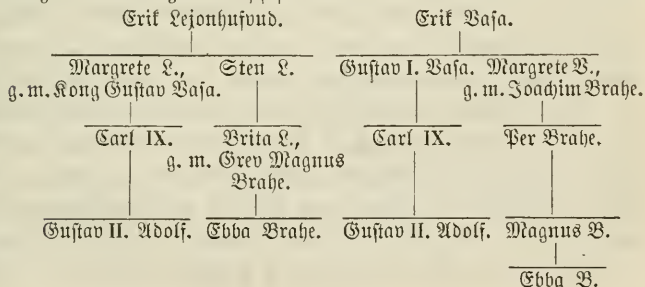 Erik Lejonhufvud. Erik Vasa.
Margrete L., Sten L. Gustav I. Vasa. Margrete V.,
g. m. Kong Gustav Vasa. g. m. Joachim Brahe.
Carl IX. Brita L., Carl IX. Per Brahe.
g. m. Grev Magnus
Brahe.
Gustav II. Adolf. Ebba Brahe. Gustav II. Adolf. Magnus B.
Ebba B.